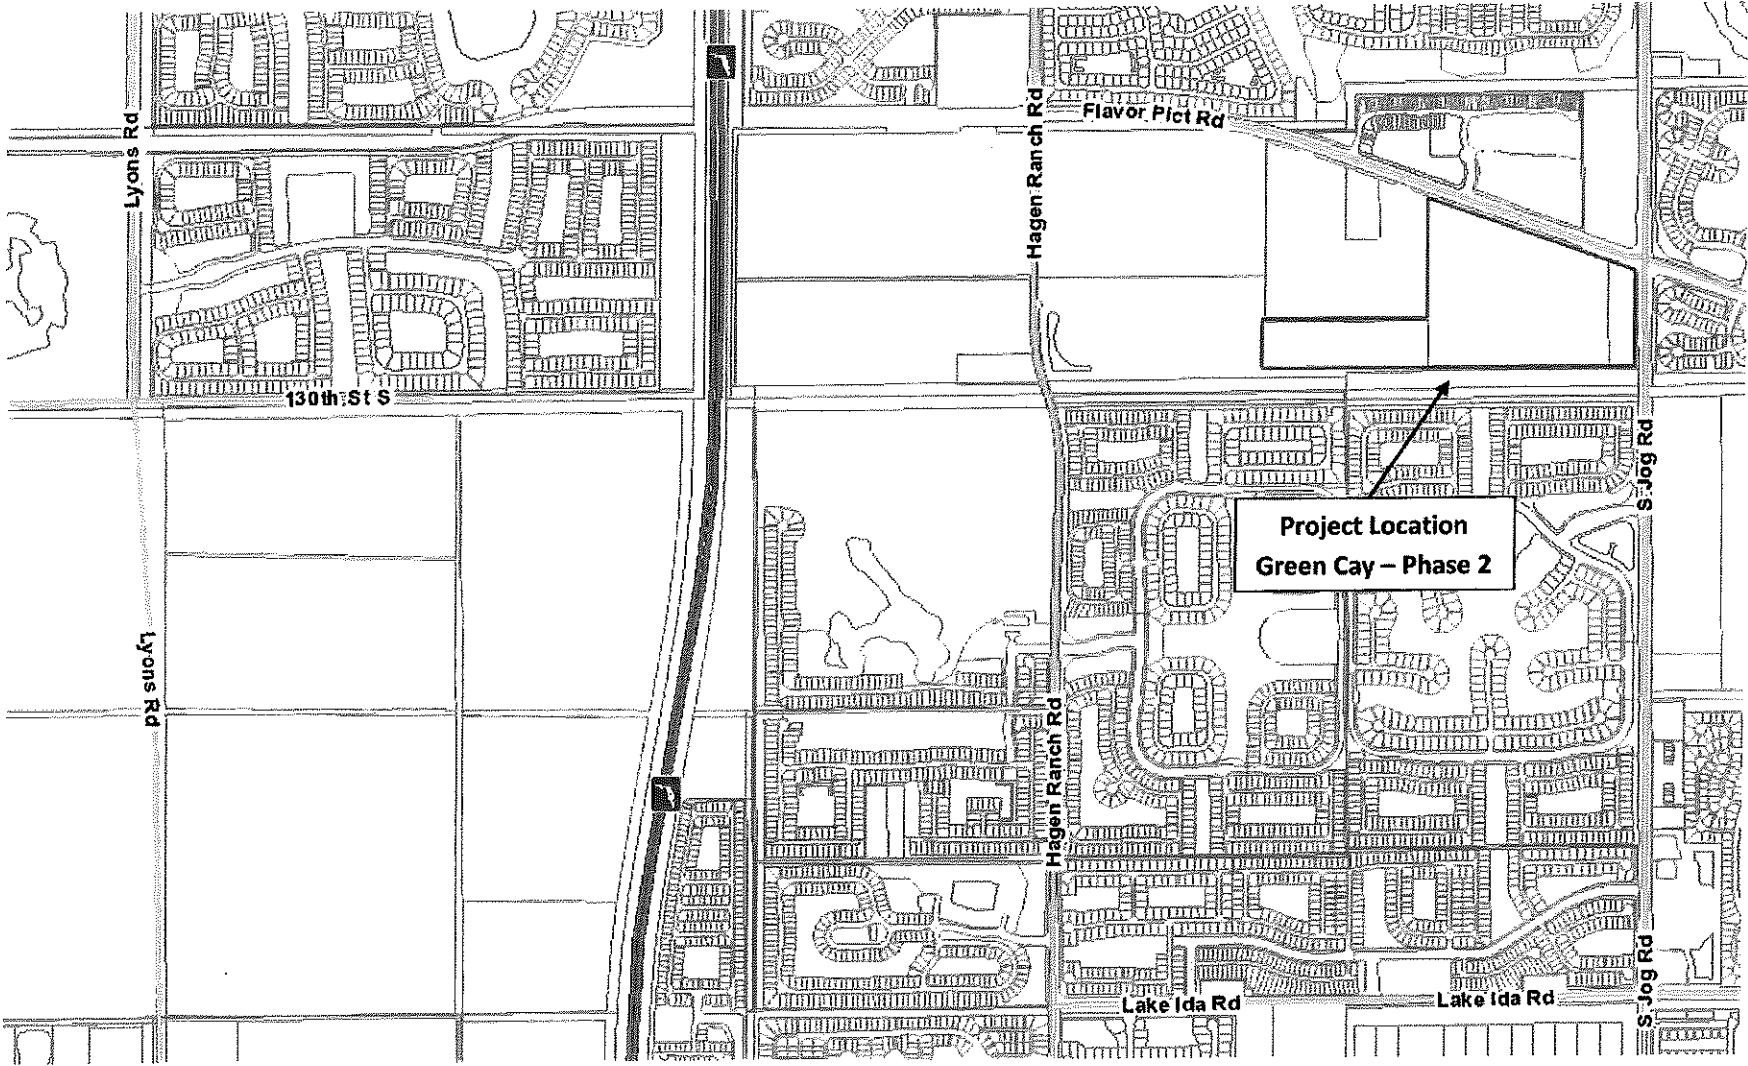 Lyons Rd
Hagen Ranch Rd
Flavor Pict Rd
130th St S
S Jog Rd
Project Location
Green Cay – Phase 2
Lyons Rd
Hagen Ranch Rd
Lake Ida Rd
Lake Ida Rd
S Jog Rd